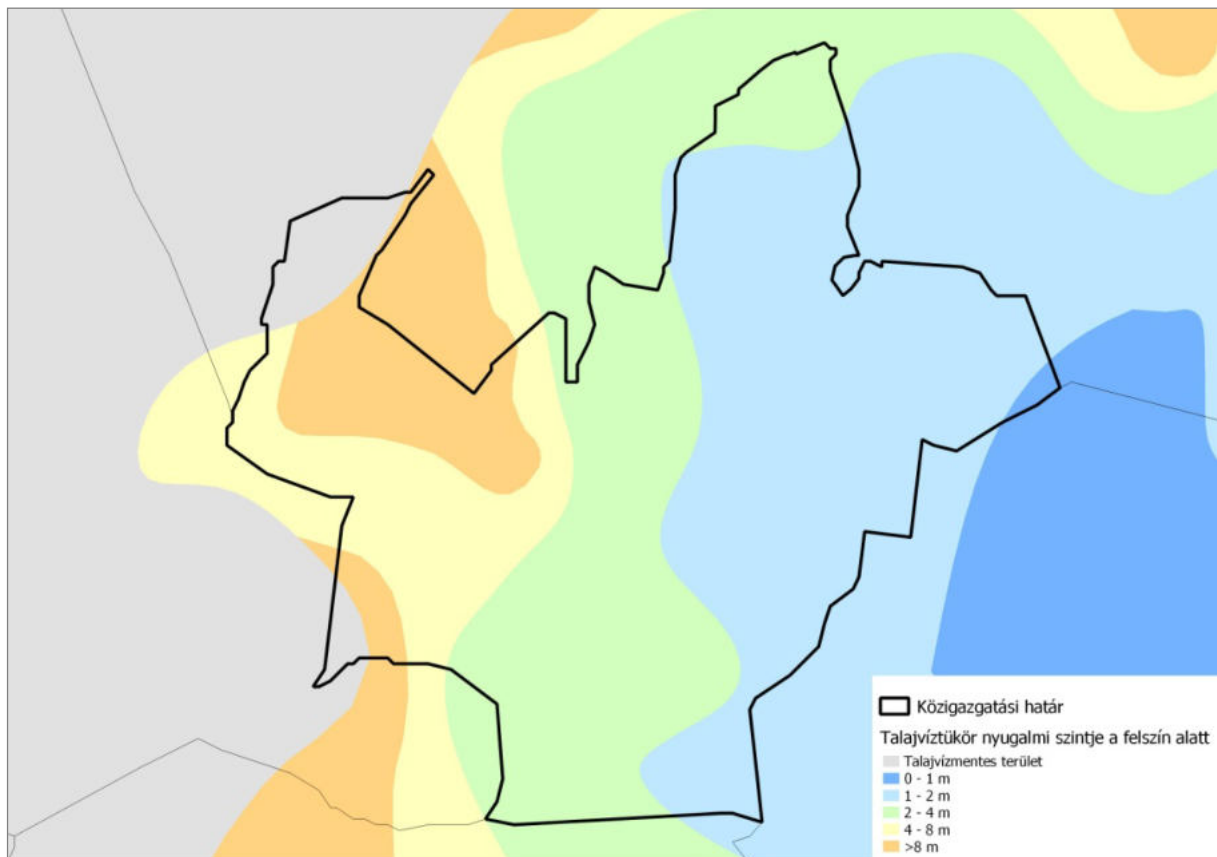 Közigazgatási határ
Talajvíztükör nyugalmi szintje a felszín alatt
Talajvízmentes terület
0 - 1 m
1 - 2 m
2 - 4 m
4 - 8 m
>8 m